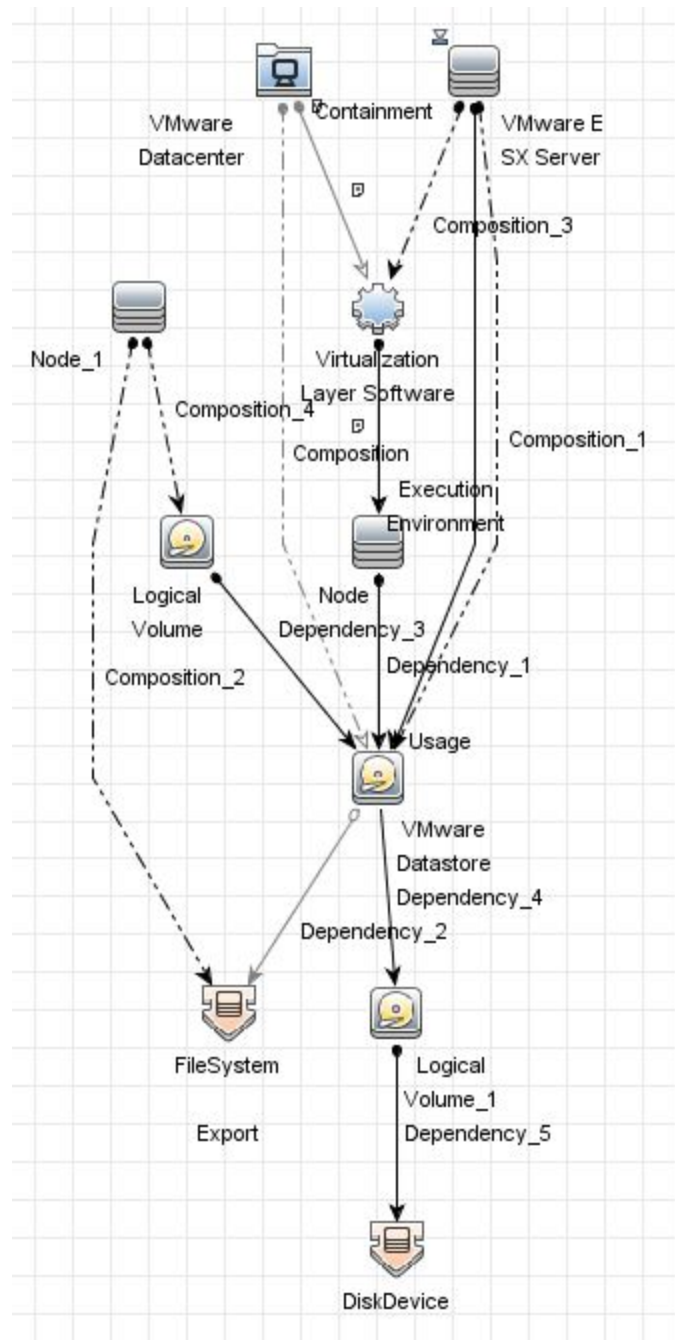 Containment
VMware
Datacenter
VMware E
SX Server
Composition_3
Node_1
Virtualization
Layer Software
Composition_4
Composition_1
Composition
Execution
Environment
Logical
Volume
Node
Dependency_3
Dependency_1
Composition_2
Usage
VMware
Datastore
Dependency_4
Dependency_2
FileSystem
Export
Logical
Volume_1
Dependency_5
DiskDevice